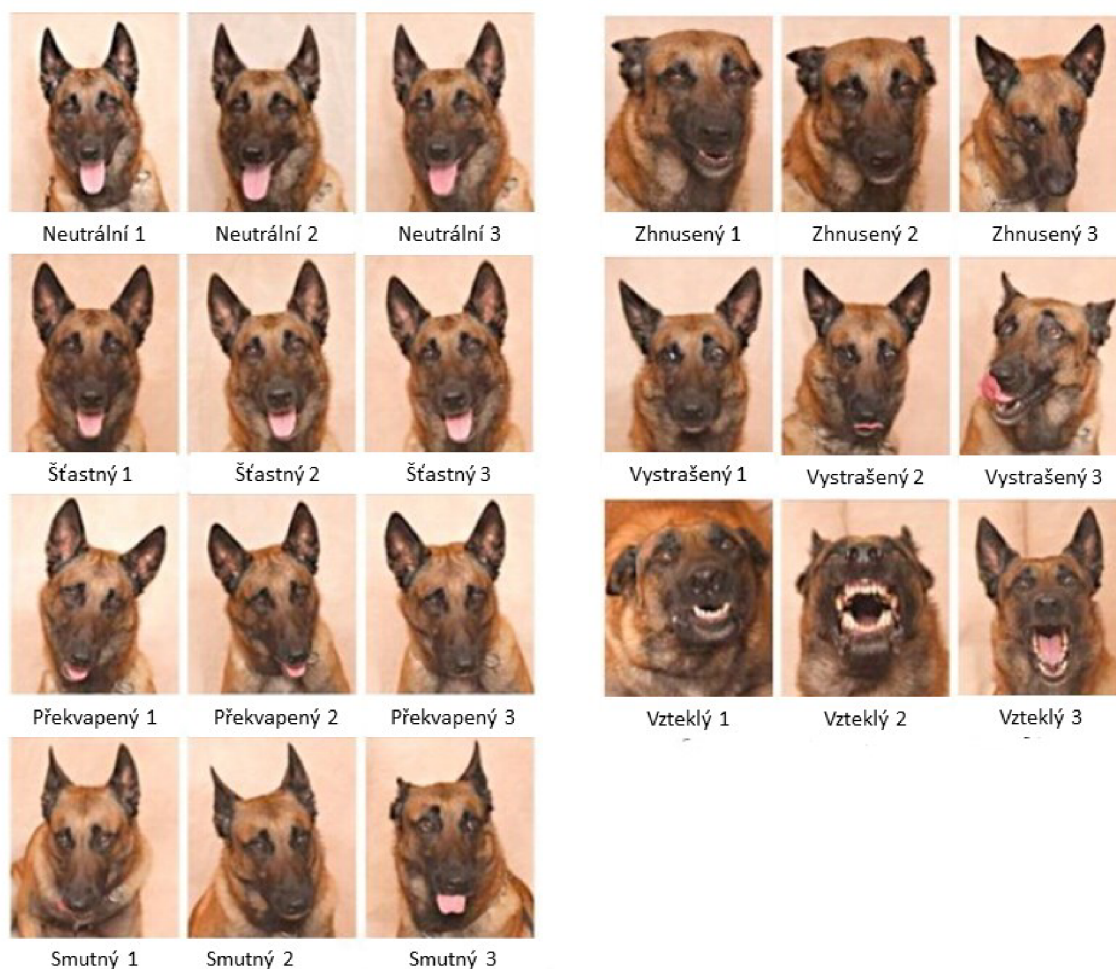 Neutrální 1 Neutrální 2 Neutrální 3
Šťastný 1 Šťastný 2 Šťastný 3
Překvapený 1 Překvapený 2 Překvapený 3
Smutný 1 Smutný 2 Smutný 3
Zhnusený 1 Zhnusený 2 Zhnusený 3
Vystrašený 1 Vystrašený 2 Vystrašený 3
Vzteklý 1 Vzteklý 2 Vzteklý 3